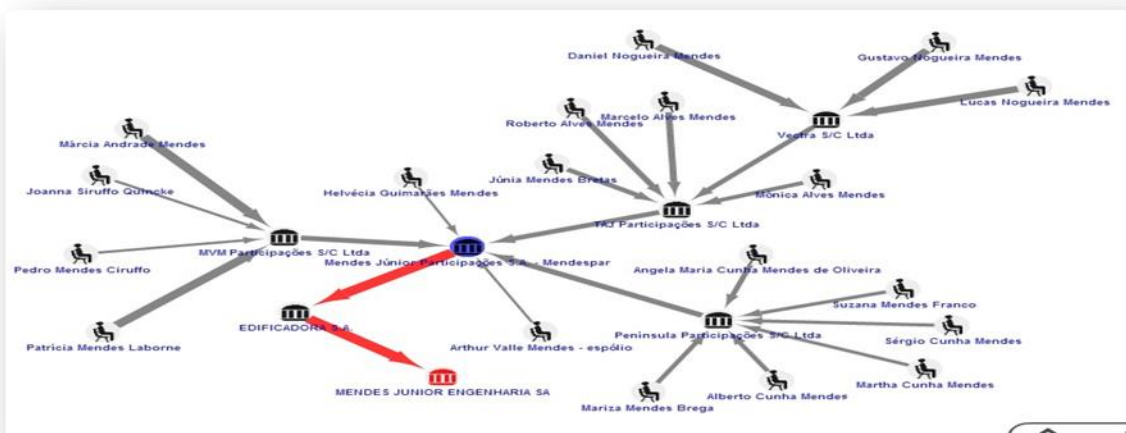 Daniel Nogueira Mendes
Gustavo Nogueira Mendes
Lucas Nogueira Mendes
Roberto Alves Mendes
Marcelo Alves Mendes
Vectra S/C Ltda
Márcia Andrade Mendes
Joanna Siruffo Quincke
Helvécia Guimarães Mendes
Júnia Mendes Bretas
Mônica Alves Mendes
TAJ Participações S/C Ltda
MVM Participações S/C Ltda
Mendes Júnior Participações S.A. - Mendespar
Pedro Mendes Ciruffo
Angela Maria Cunha Mendes de Oliveira
Suzana Mendes Franco
EDIFICADORA S.A.
Península Participações S/C Ltda
Sérgio Cunha Mendes
Patrícia Mendes Laborne
Arthur Valle Mendes - espólio
Martha Cunha Mendes
MENDES JUNIOR ENGENHARIA SA
Alberto Cunha Mendes
Mariza Mendes Brega